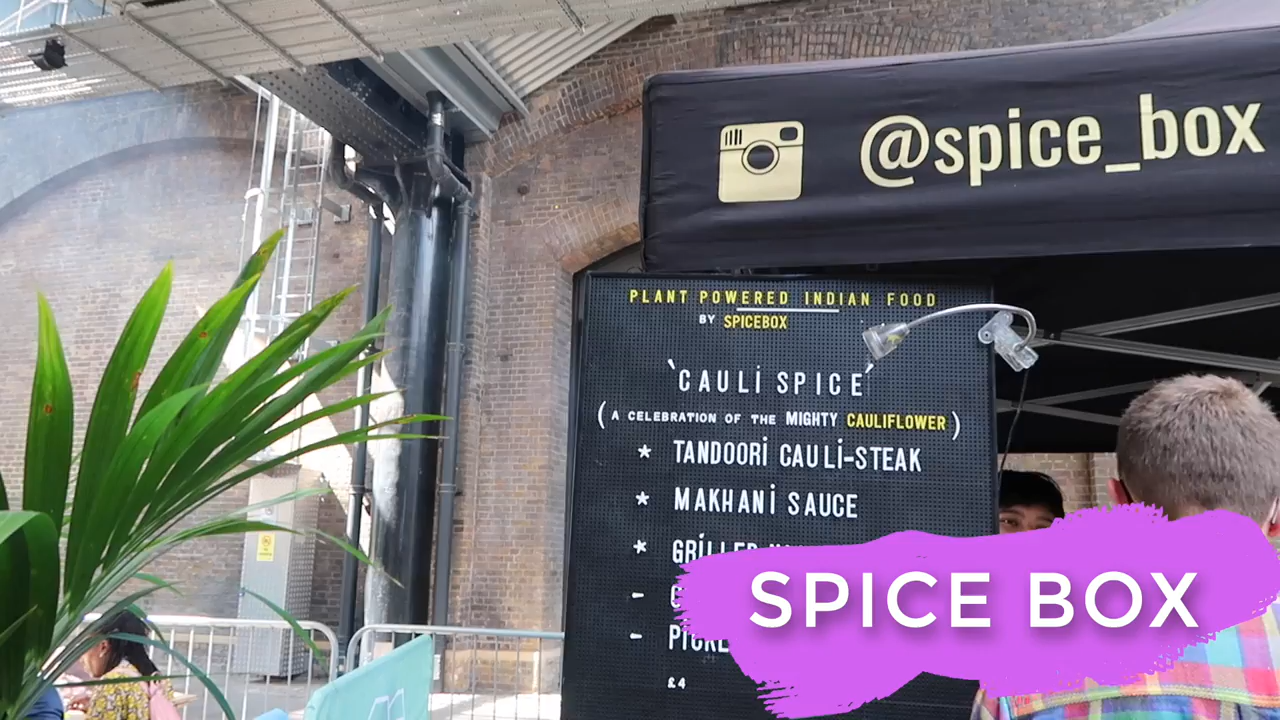 @spice_box
PLANT POWERED INDIAN FOOD
BY SPICEBOX
'CAULI SPICE'
(A CELEBRATION OF THE MIGHTY CAULIFLOWER)
* TANDOORI CAULI-STEAK
* MAKHANI SAUCE
*
-
-
£4
SPICE BOX